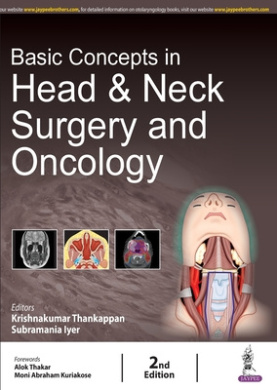 our website www.jaypeebrothers.com, for detailed information on otolaryngology books, visit our website www.jaypeebrothers.com,
Basic Concepts in
Head & Neck
Surgery and
Oncology
Editors
Krishnakumar Thankappan
Subramania Iyer
Forewords
Alok Thakar
Moni Abraham Kuriakose
2nd
Edition
JAYPEE